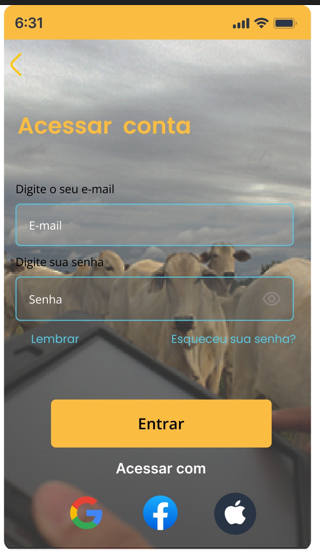 6:31
Acessar conta
Digite o seu e-mail
E-mail
Digite sua senha
Senha
Lembrar
Esqueceu sua senha?
Entrar
Acessar com